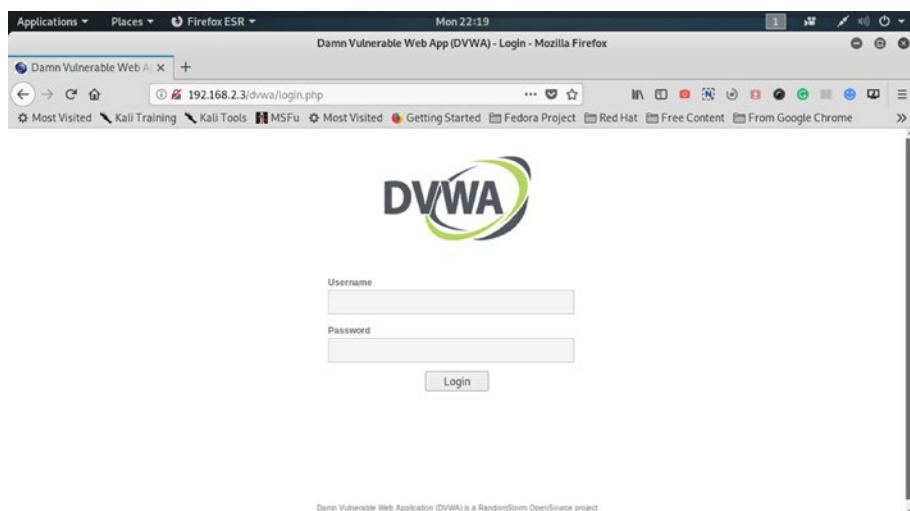 Applications Places Firefox ESR Mon 22:19 1
Damn Vulnerable Web App (DVWA) - Login - Mozilla Firefox
Damn Vulnerable Web A
192.168.2.3/dvwa/login.php
Most Visited Kali Training Kali Tools MSFu Most Visited Getting Started Fedora Project Red Hat Free Content From Google Chrome
DVWA
Username
Password
Login
Damn Vulnerable Web Application (DVWA) is a RandomStorm OpenSource project